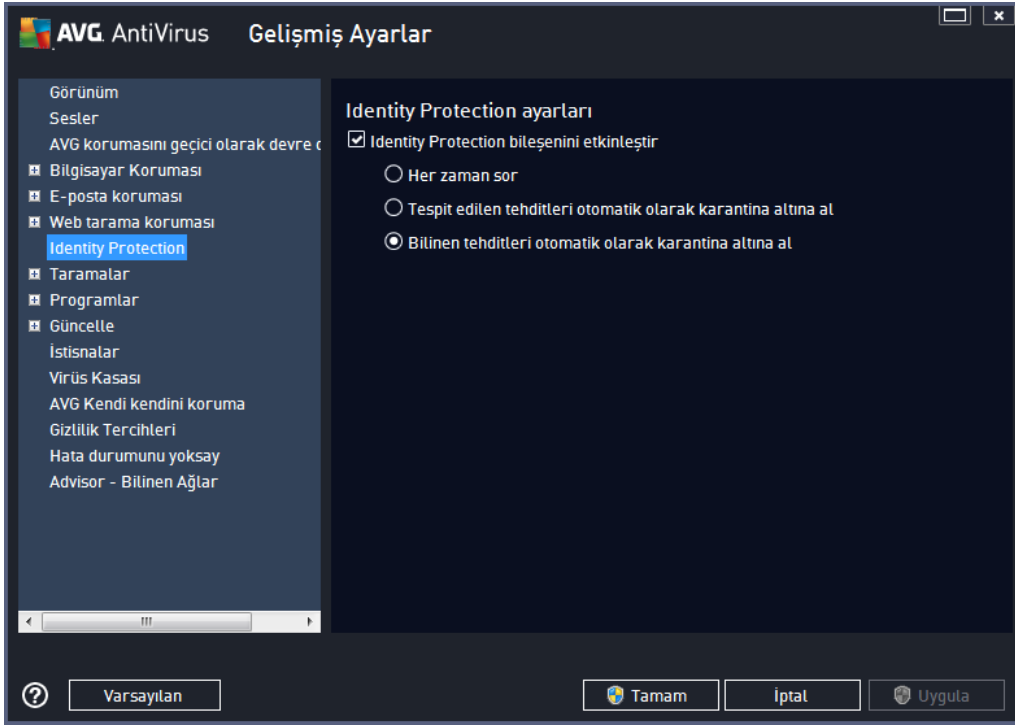 AVG. AntiVirus Gelişmiş Ayarlar
Görünüm
Sesler
AVG korumasını geçici olarak devre
Bilgisayar Koruması
E-posta koruması
Web tarama koruması
Identity Protection
Taramalar
Programlar
Güncelle
İstisnalar
Virüs Kasası
AVG Kendi kendini koruma
Gizlilik Tercihleri
Hata durumunu yoksay
Advisor - Bilinen Ağlar
Identity Protection ayarları
Identity Protection bileşenini etkinleştir
Her zaman sor
Tespit edilen tehditleri otomatik olarak karantina altına al
Bilinen tehditleri otomatik olarak karantina altına al
Varsayılan
Tamam
İptal
Uygula